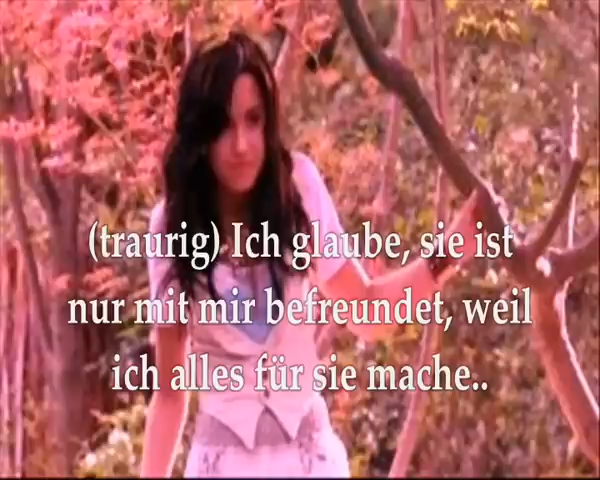 (traurig) Ich glaube, sie ist
nur mit mir befreundet, weil
ich alles für sie mache..